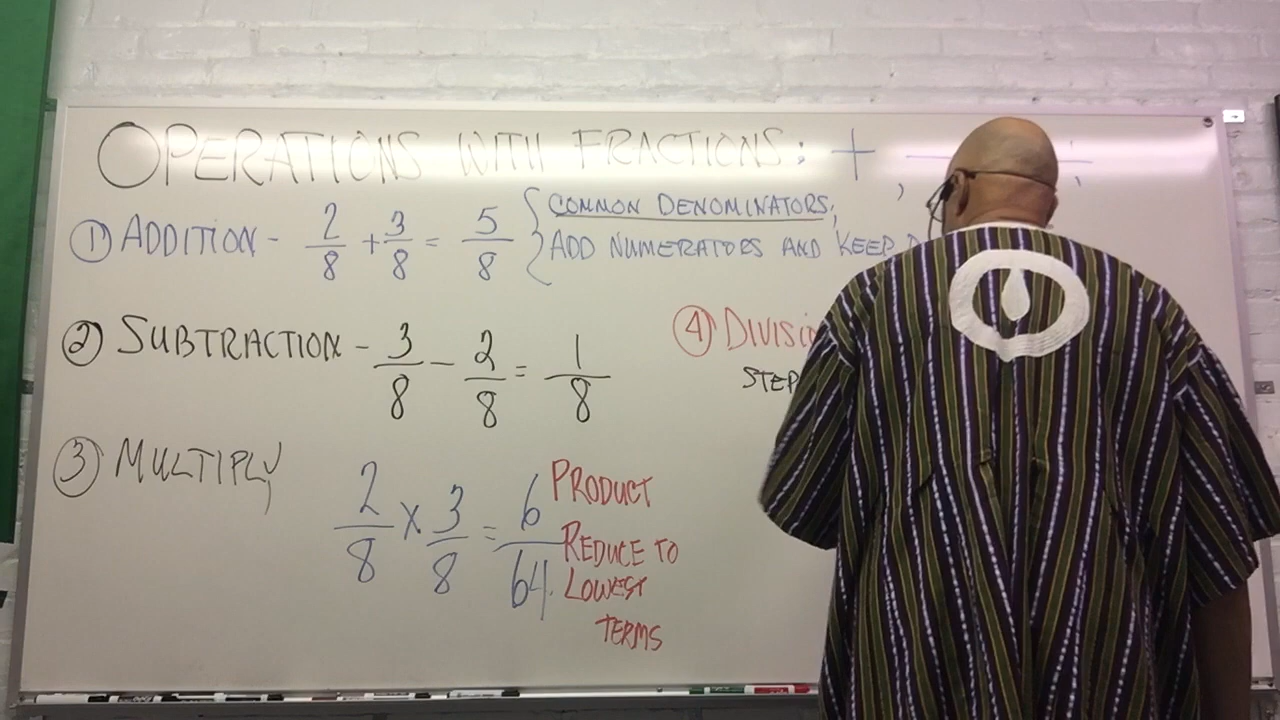 OPERATIONS WITH FRACTIONS: +, — , ÷
① ADDITION - 2/8 + 3/8 = 5/8 { COMMON DENOMINATORS;
ADD NUMERATORS AND KEEP
② SUBTRACTION - 3/8 - 2/8 = 1/8
④ DIVISI
STEP
③ MULTIPLY
2/8 x 3/8 = 6/64
PRODUCT
REDUCE TO
LOWEST
TERMS